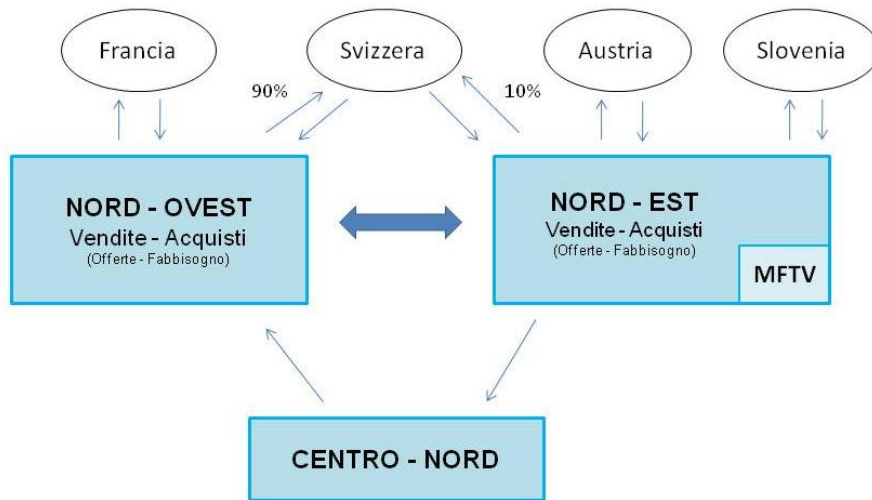 Francia
Svizzera
Austria
Slovenia
90%
10%
NORD - OVEST
Vendite - Acquisti
(Offerte - Fabbisogno)
NORD - EST
Vendite - Acquisti
(Offerte - Fabbisogno)
MFTV
CENTRO - NORD